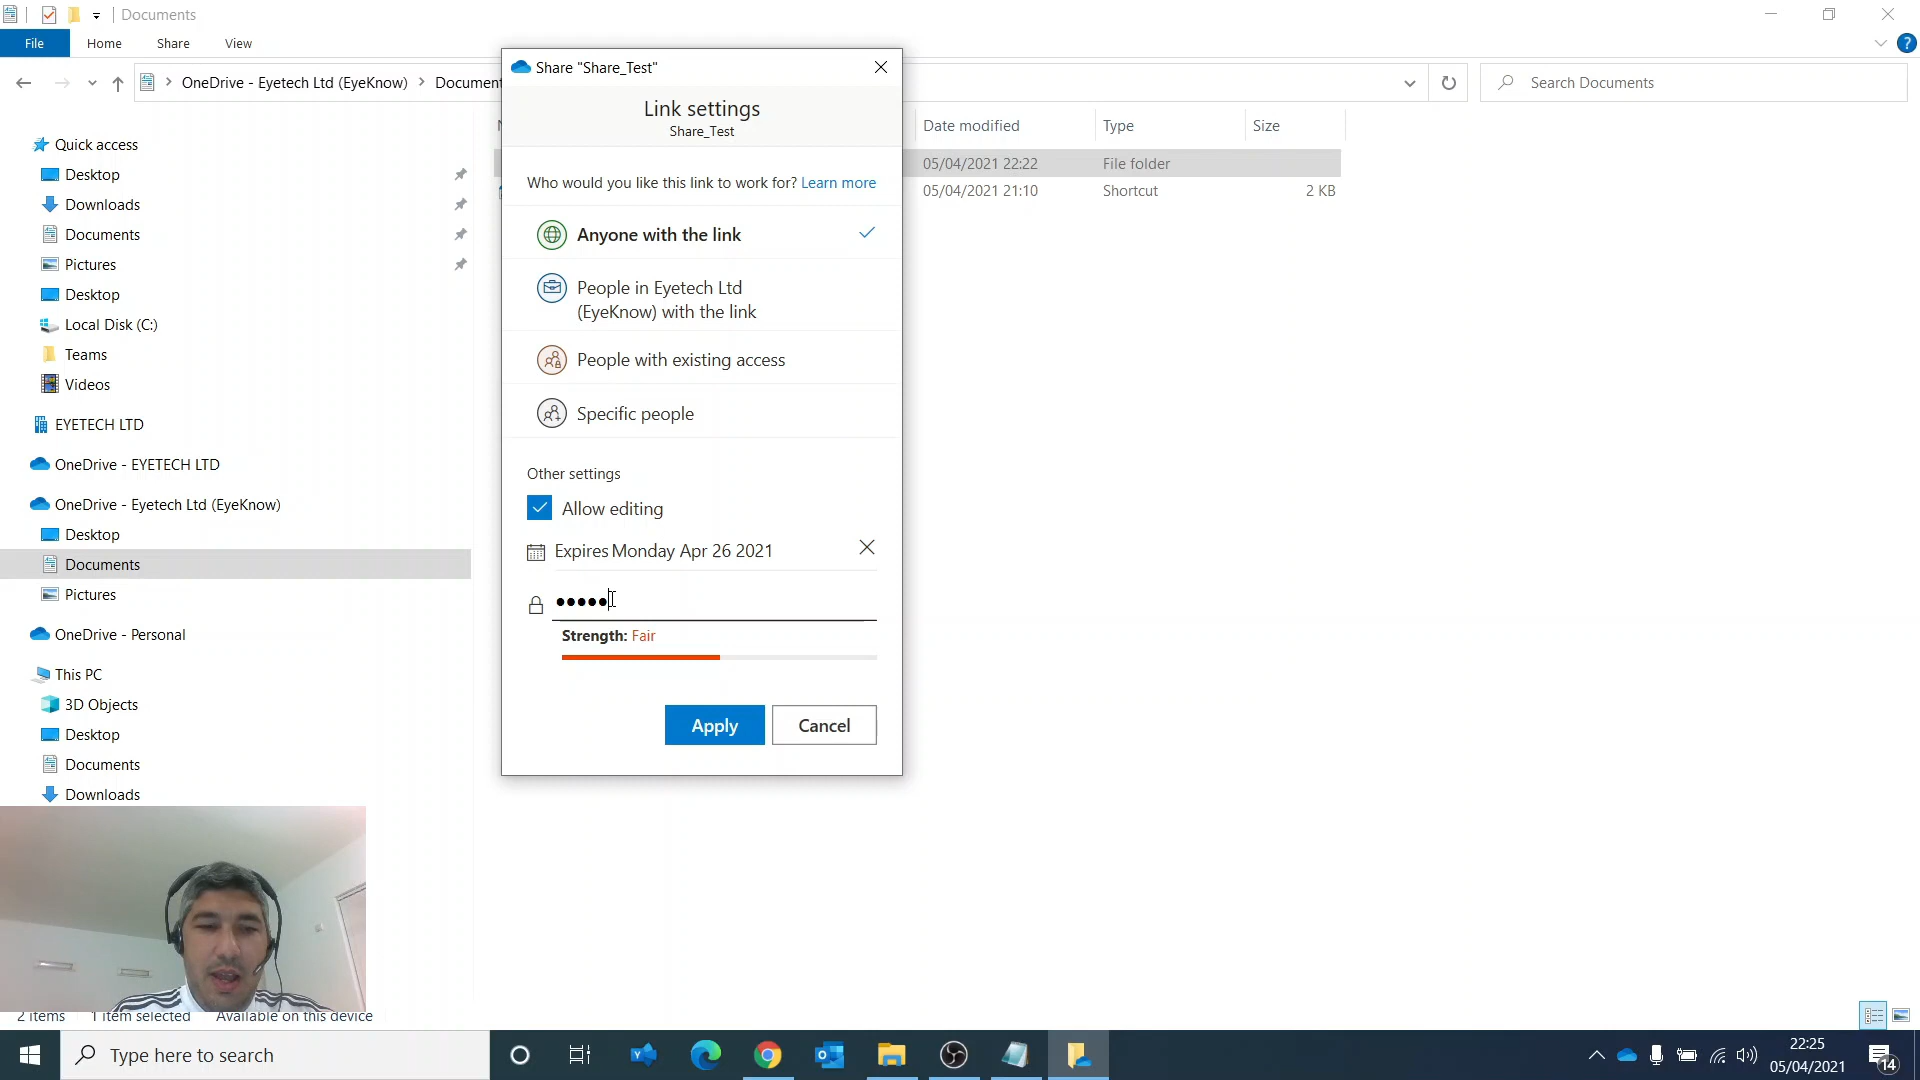 Documents
File
Home
Share
View
OneDrive - Eyetech Ltd (EyeKnow)
Document
Search Documents
Share "Share_Test"
Link settings
Share_Test
Who would you like this link to work for? Learn more
Anyone with the link
People in Eyetech Ltd
(EyeKnow) with the link
People with existing access
Specific people
Other settings
Allow editing
Expires Monday Apr 26 2021
Strength: Fair
Apply
Cancel
Date modified
Type
Size
05/04/2021 22:22
File folder
05/04/2021 21:10
Shortcut
2 KB
Quick access
Desktop
Downloads
Documents
Pictures
Desktop
Local Disk (C:)
Teams
Videos
EYETECH LTD
OneDrive - EYETECH LTD
OneDrive - Eyetech Ltd (EyeKnow)
Desktop
Documents
Pictures
OneDrive - Personal
This PC
3D Objects
Desktop
Documents
Downloads
2 items
1 item selected
Available on this device
Type here to search
22:25
05/04/2021
14